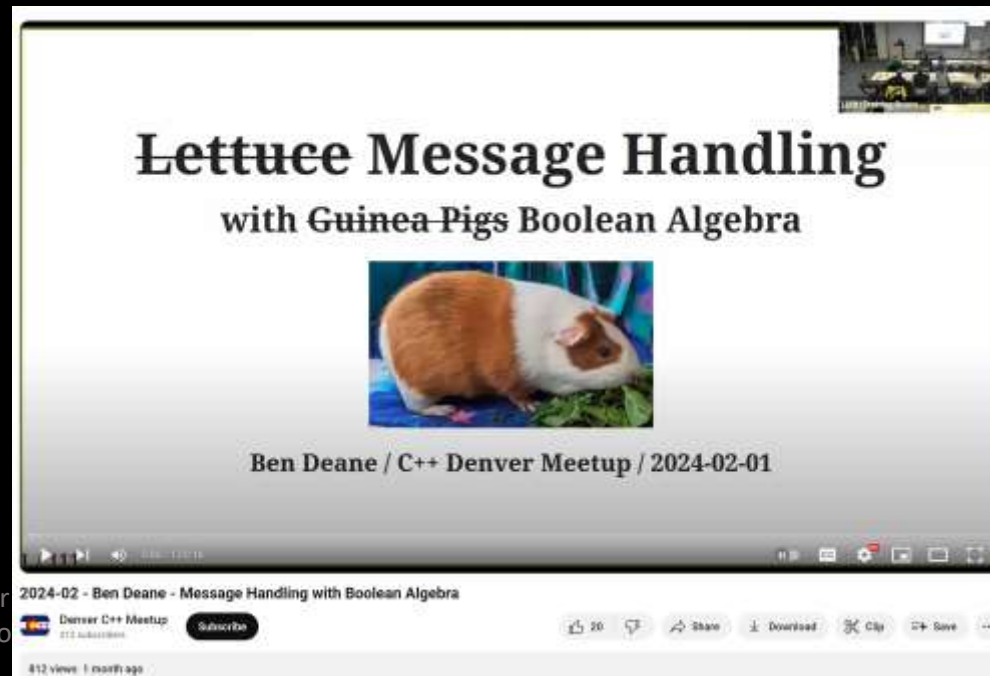 Lettuce Message Handling
with Guinea Pigs Boolean Algebra
Ben Deane / C++ Denver Meetup / 2024-02-01
2024-02 - Ben Deane - Message Handling with Boolean Algebra
Denver C++ Meetup
subscribers
Subscribe
20
Share
Download
Clip
Save
812 views 1 month ago